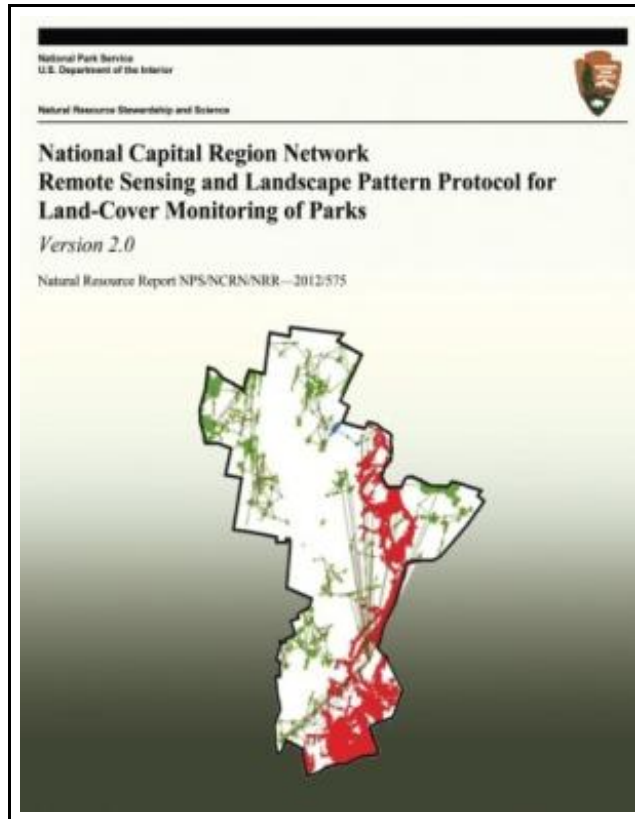 National Park Service
U.S. Department of the Interior
Natural Resource Stewardship and Science
National Capital Region Network
Remote Sensing and Landscape Pattern Protocol for
Land-Cover Monitoring of Parks
Version 2.0
Natural Resource Report NPS/NCRN/NRR—2012/575